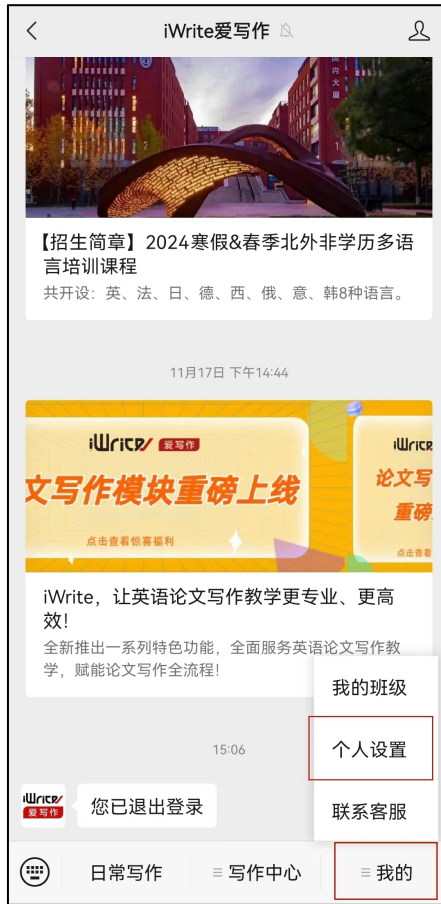 iWrite爱写作
【招生简章】2024寒假&春季北外非学历多语
言培训课程
共开设：英、法、日、德、西、俄、意、韩8种语言。
11月17日 下午14:44
iWrite 爱写作
iWrite
文写作模块重磅上线
论文写
重磅
点击查看惊喜福利
点击查看
iWrite，让英语论文写作教学更专业、更高
效！
全新推出一系列特色功能，全面服务英语论文写作教
学，赋能论文写作全流程！
我的班级
15:06
个人设置
iWrite
爱写作
您已退出登录
联系客服
日常写作
写作中心
我的